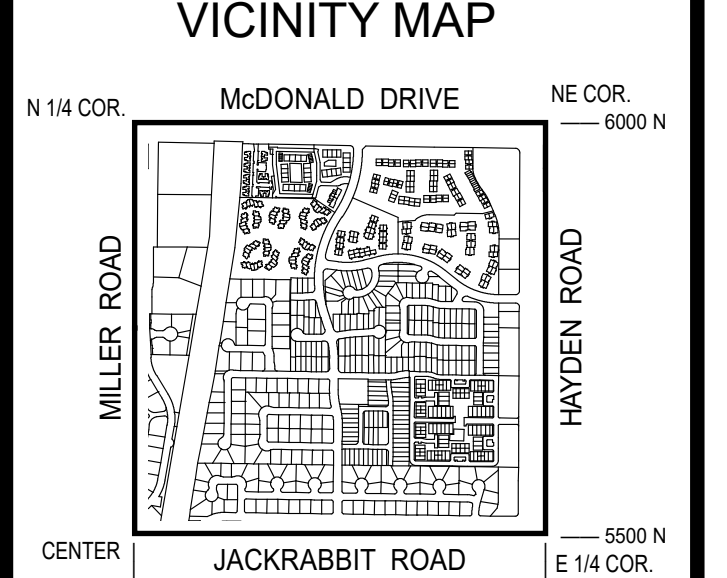 VICINITY MAP
N 1/4 COR.
McDONALD DRIVE
NE COR.
6000 N
MILLER ROAD
HAYDEN ROAD
5500 N
CENTER
JACKRABBIT ROAD
E 1/4 COR.